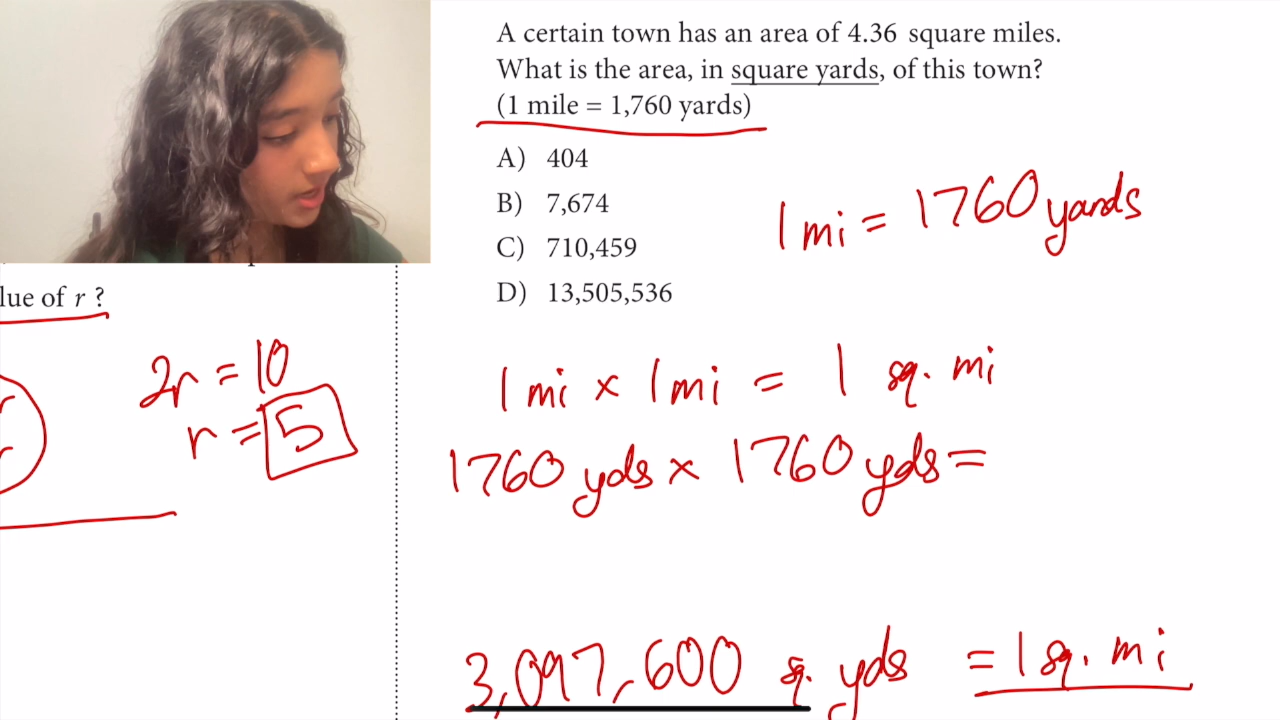 A certain town has an area of 4.36 square miles.
What is the area, in square yards, of this town?
(1 mile = 1,760 yards)
A) 404
B) 7,674
C) 710,459
D) 13,505,536
1 mi = 1760 yards
lue of r ?
2r = 10
r = 5
1 mi x 1 mi = 1 sq. mi
1760 yds x 1760 yds =
3,097,600 sq. yds = 1 sq. mi